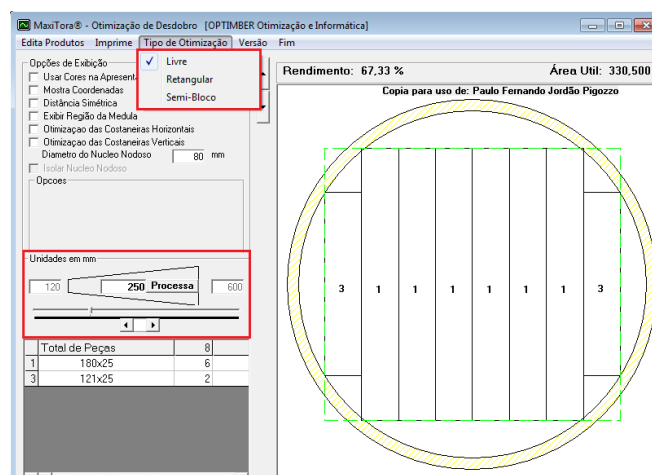 MaxiTora® - Otimização de Desdobro [OPTIMBER Otimização e Informática]
Edita Produtos Imprime Tipo de Otimização Versão Fim
Livre
Retangular
Semi-Bloco
Opções de Exibição
Usar Cores na Apresent
Mostra Coordenadas
Distância Simétrica
Exibir Região da Medula
Otimizaçao das Costaneiras Horizontais
Otimizaçao das Costaneiras Verticais
Diametro do Nucleo Nodoso 80 mm
Isolar Nucleo Nodoso
Opcoes
Unidades em mm
120 250 Processa 600
Total de Peças 8
1 180x25 6
3 121x25 2
Rendimento: 67,33 % Área Util: 330,500
Copia para uso de: Paulo Fernando Jordão Pigozzo
3 1 1 1 1 1 1 3